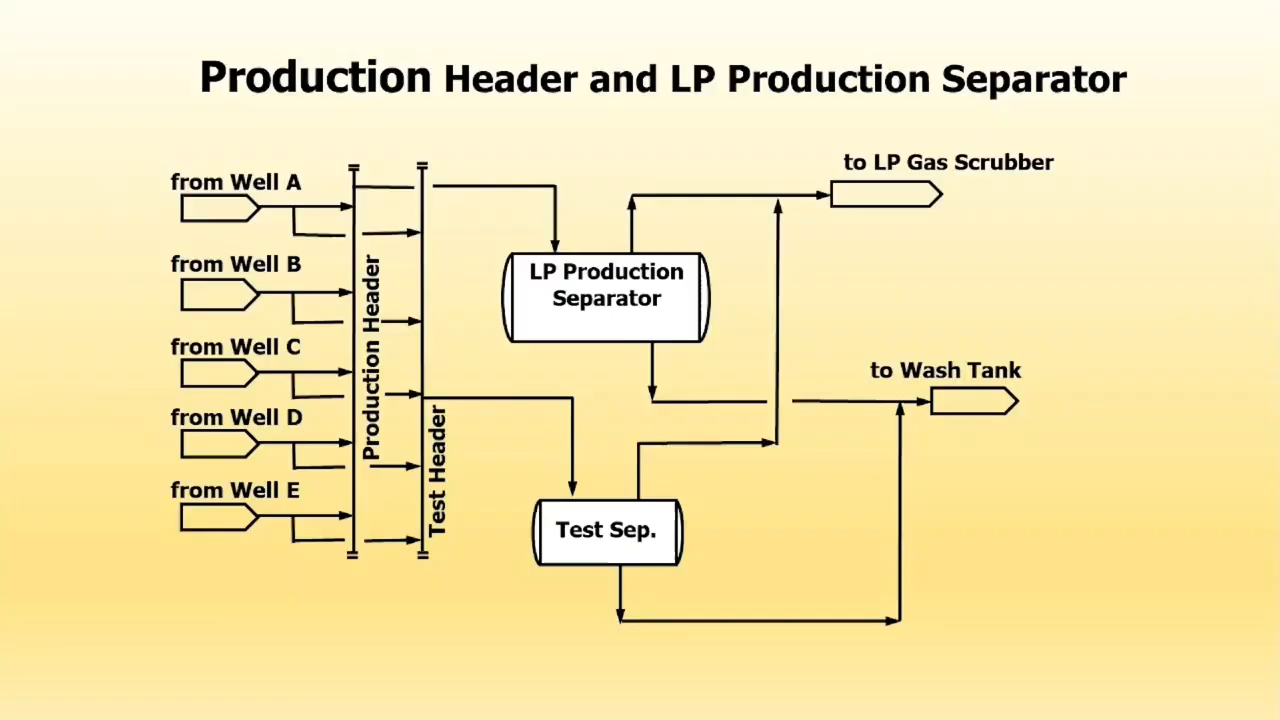 Production Header and LP Production Separator
to LP Gas Scrubber
from Well A
from Well B
LP Production
Separator
from Well C
to Wash Tank
from Well D
from Well E
Production Header
Test Header
Test Sep.